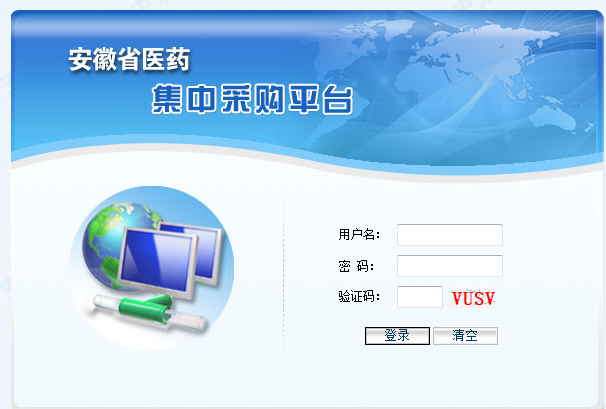 安徽省医药
集中采购平台
用户名：
密 码：
验证码： VUSV
登录 清空